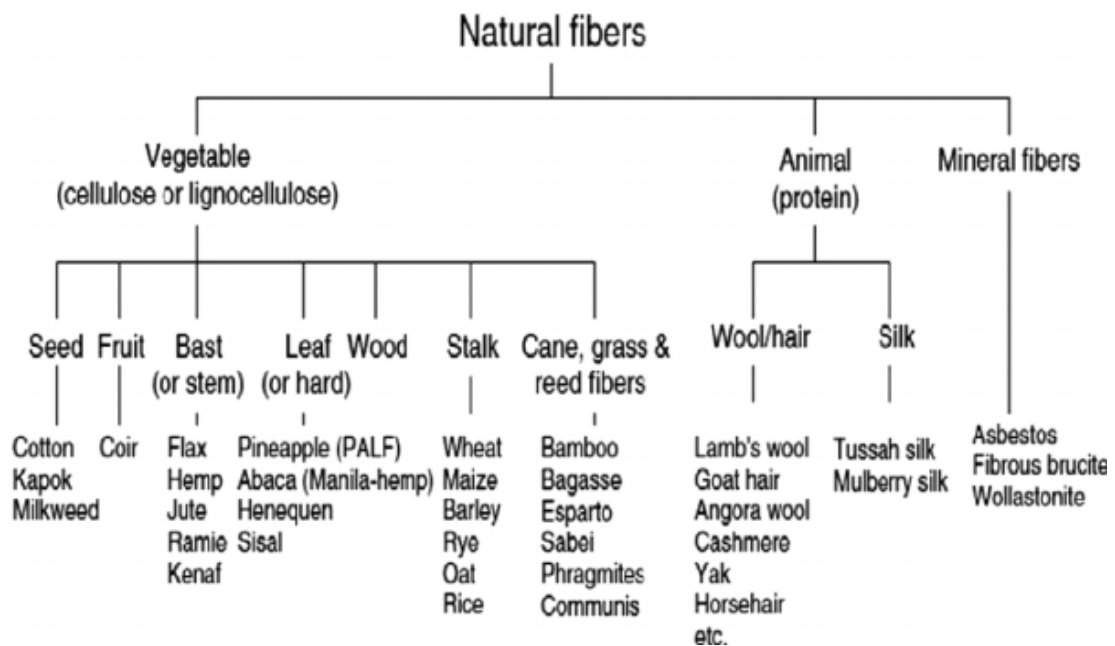 Natural fibers
Vegetable
(cellulose or lignocellulose)
Animal
(protein)
Mineral fibers
Seed
Fruit
Bast
(or stem)
Leaf
(or hard)
Wood
Stalk
Cane, grass &
reed fibers
Wool/hair
Silk
Cotton
Kapok
Milkweed
Coir
Flax
Hemp
Jute
Ramie
Kenaf
Pineapple (PALF)
Abaca (Manila-hemp)
Henequen
Sisal
Wheat
Maize
Barley
Rye
Oat
Rice
Bamboo
Bagasse
Esparto
Sabei
Phragmites
Communis
Lamb's wool
Goat hair
Angora wool
Cashmere
Yak
Horsehair
etc.
Tussah silk
Mulberry silk
Asbestos
Fibrous brucite
Wollastonite